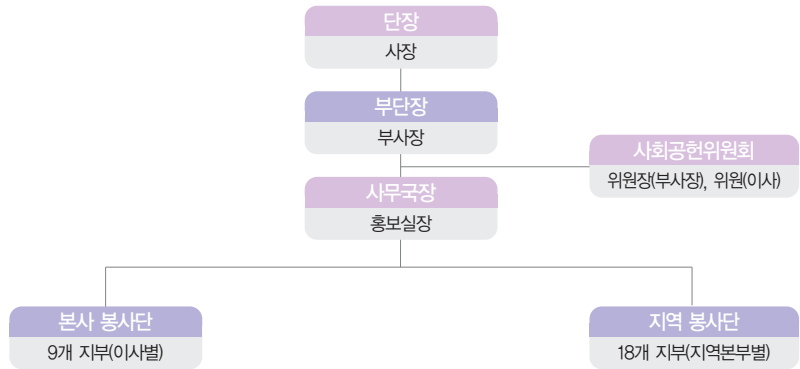 단장
사장
부단장
부사장
사회공헌위원회
위원장(부사장), 위원(이사)
사무국장
홍보실장
본사 봉사단
9개 지부(이사별)
지역 봉사단
18개 지부(지역본부별)